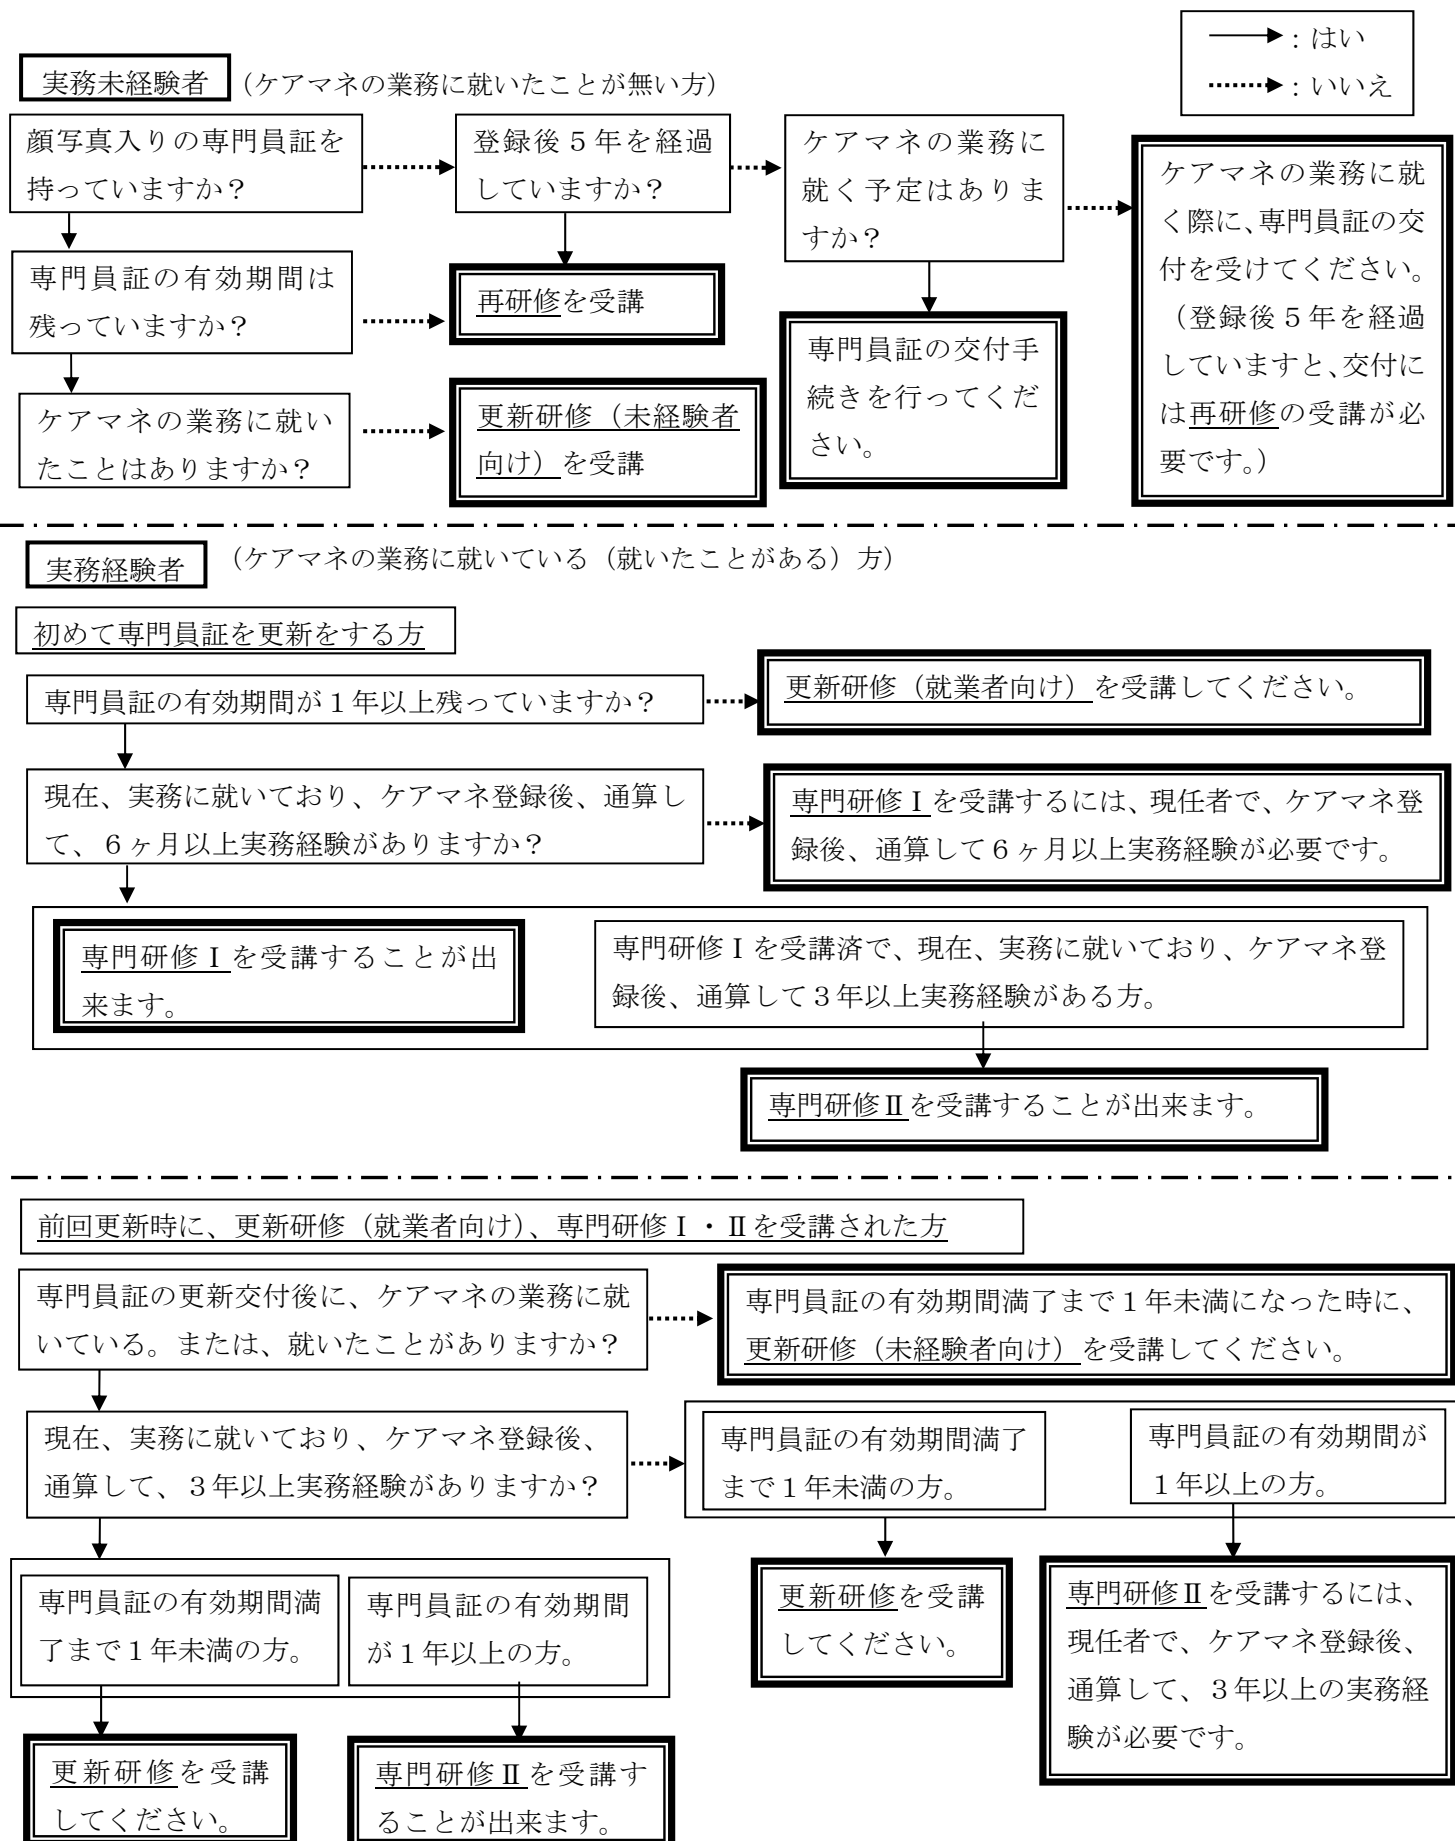 ：はい
：いいえ
実務未経験者
（ケアマネの業務に就いたことが無い方）
顔写真入りの専門員証を
持っていますか？
登録後５年を経過
していますか？
ケアマネの業務に
就く予定はありま
すか？
ケアマネの業務に就
く際に、専門員証の交
付を受けてください。
（登録後５年を経過
していますと、交付に
は再研修の受講が必
要です。）
専門員証の有効期間は
残っていますか？
再研修を受講
専門員証の交付手
続きを行ってくだ
さい。
ケアマネの業務に就い
たことはありますか？
更新研修（未経験者
向け）を受講
実務経験者
（ケアマネの業務に就いている（就いたことがある）方）
初めて専門員証を更新をする方
専門員証の有効期間が１年以上残っていますか？
更新研修（就業者向け）を受講してください。
現在、実務に就いており、ケアマネ登録後、通算し
て、６ヶ月以上実務経験がありますか？
専門研修Ⅰを受講するには、現任者で、ケアマネ登
録後、通算して６ヶ月以上実務経験が必要です。
専門研修Ⅰを受講することが出
来ます。
専門研修Ⅰを受講済で、現在、実務に就いており、ケアマネ登
録後、通算して３年以上実務経験がある方。
専門研修Ⅱを受講することが出来ます。
前回更新時に、更新研修（就業者向け）、専門研修Ⅰ・Ⅱを受講された方
専門員証の更新交付後に、ケアマネの業務に就
いている。または、就いたことがありますか？
専門員証の有効期間満了まで１年未満になった時に、
更新研修（未経験者向け）を受講してください。
現在、実務に就いており、ケアマネ登録後、
通算して、３年以上実務経験がありますか？
専門員証の有効期間満了
まで１年未満の方。
専門員証の有効期間が
１年以上の方。
専門員証の有効期間満
了まで１年未満の方。
専門員証の有効期間
が１年以上の方。
更新研修を受講
してください。
専門研修Ⅱを受講するには、
現任者で、ケアマネ登録後、
通算して、３年以上の実務経
験が必要です。
更新研修を受講
してください。
専門研修Ⅱを受講す
ることが出来ます。